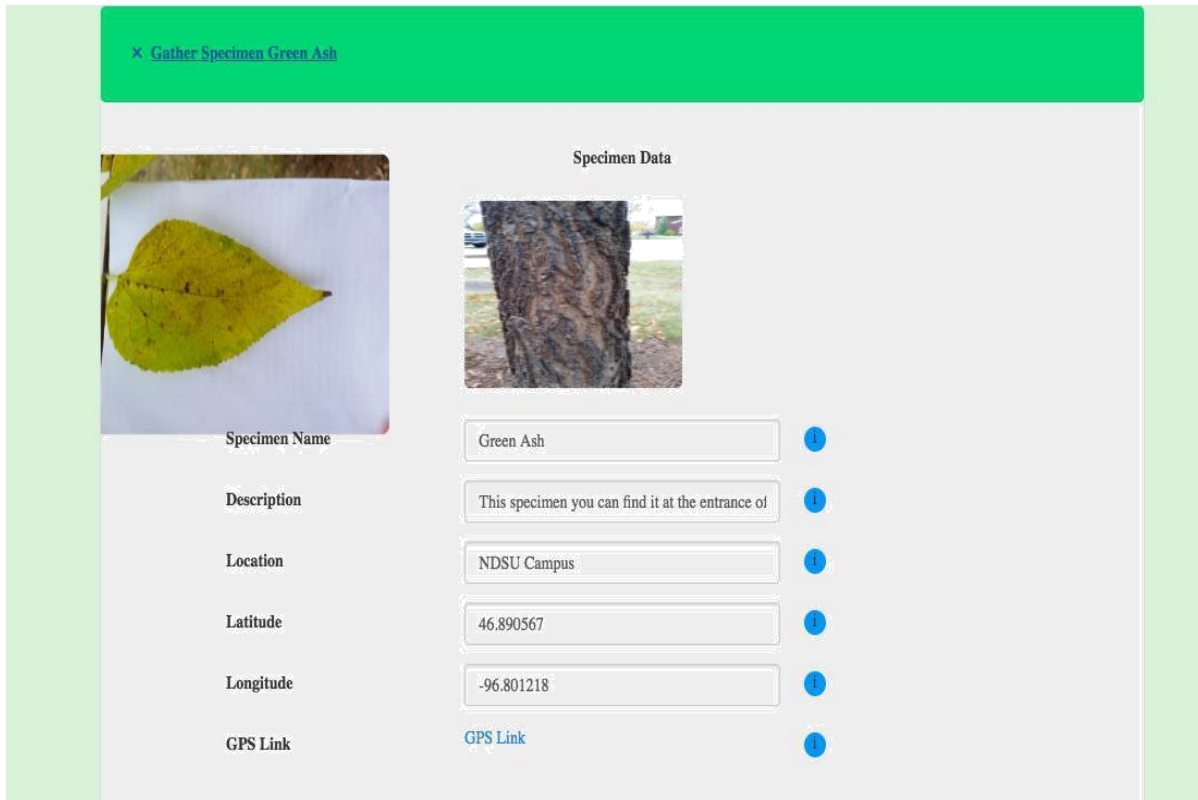 × Gather Specimen Green Ash
Specimen Data
Specimen Name
Green Ash
i
Description
This specimen you can find it at the entrance of
i
Location
NDSU Campus
i
Latitude
46.890567
i
Longitude
-96.801218
i
GPS Link
GPS Link
i